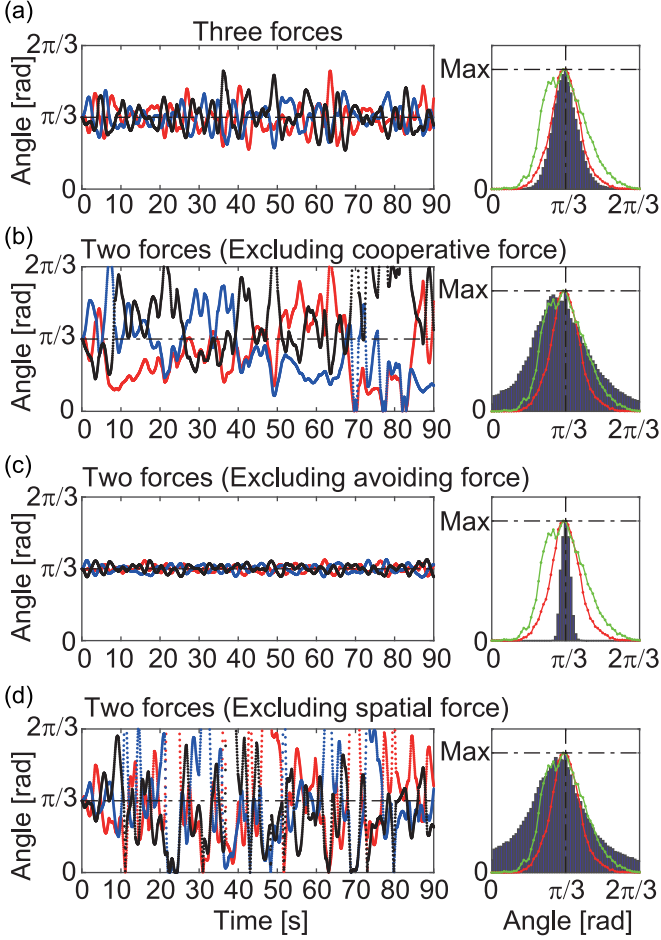 (a)
Three forces
2π/3
π/3
0
Angle [rad]
0 10 20 30 40 50 60 70 80 90
Max
0
π/3 2π/3
(b)
Two forces (Excluding cooperative force)
2π/3
π/3
0
Angle [rad]
0 10 20 30 40 50 60 70 80 90
Max
0
π/3 2π/3
(c)
Two forces (Excluding avoiding force)
2π/3
π/3
0
Angle [rad]
0 10 20 30 40 50 60 70 80 90
Max
0
π/3 2π/3
(d)
Two forces (Excluding spatial force)
2π/3
π/3
0
Angle [rad]
0 10 20 30 40 50 60 70 80 90
Time [s]
Max
0
π/3 2π/3
Angle [rad]